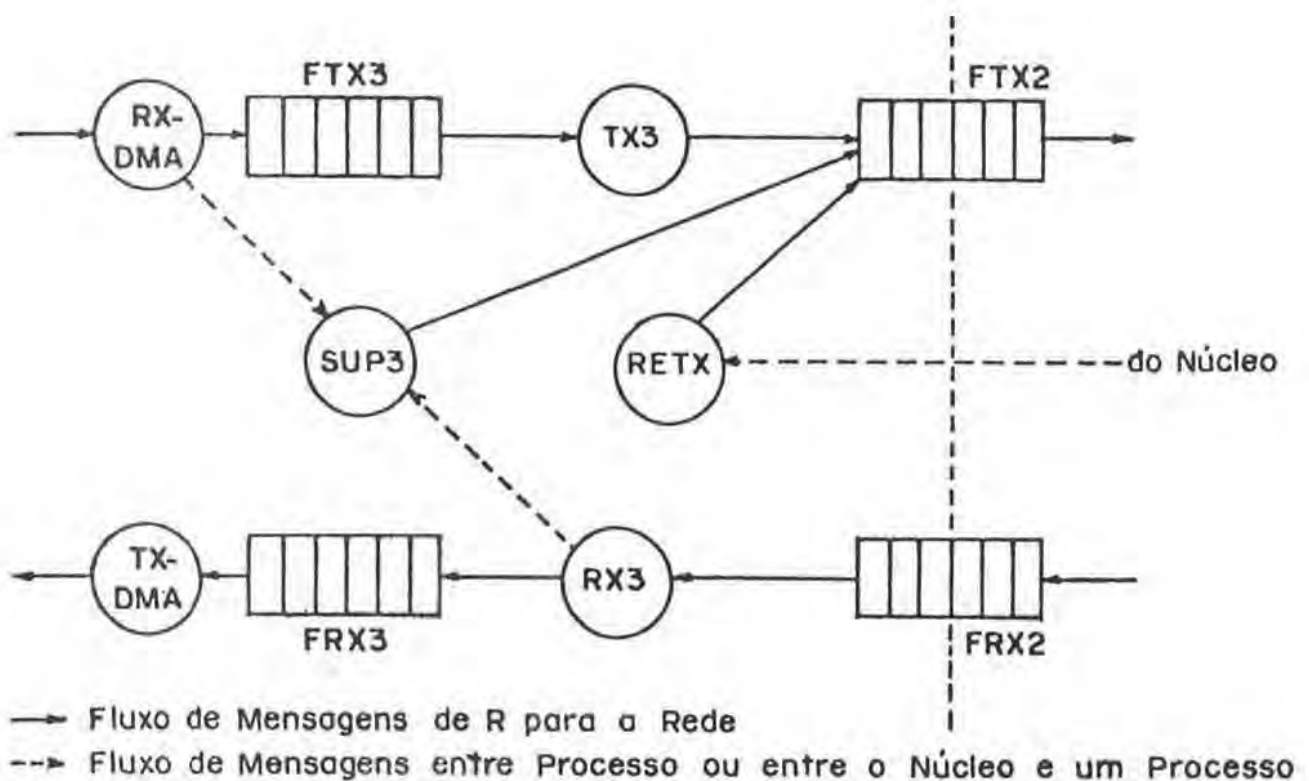 FTX3
FTX2
RX-
DMA
TX3
SUP3
RETX
do Núcleo
TX-
DMA
RX3
FRX3
FRX2
Fluxo de Mensagens de R para a Rede
Fluxo de Mensagens entre Processo ou entre o Núcleo e um Processo